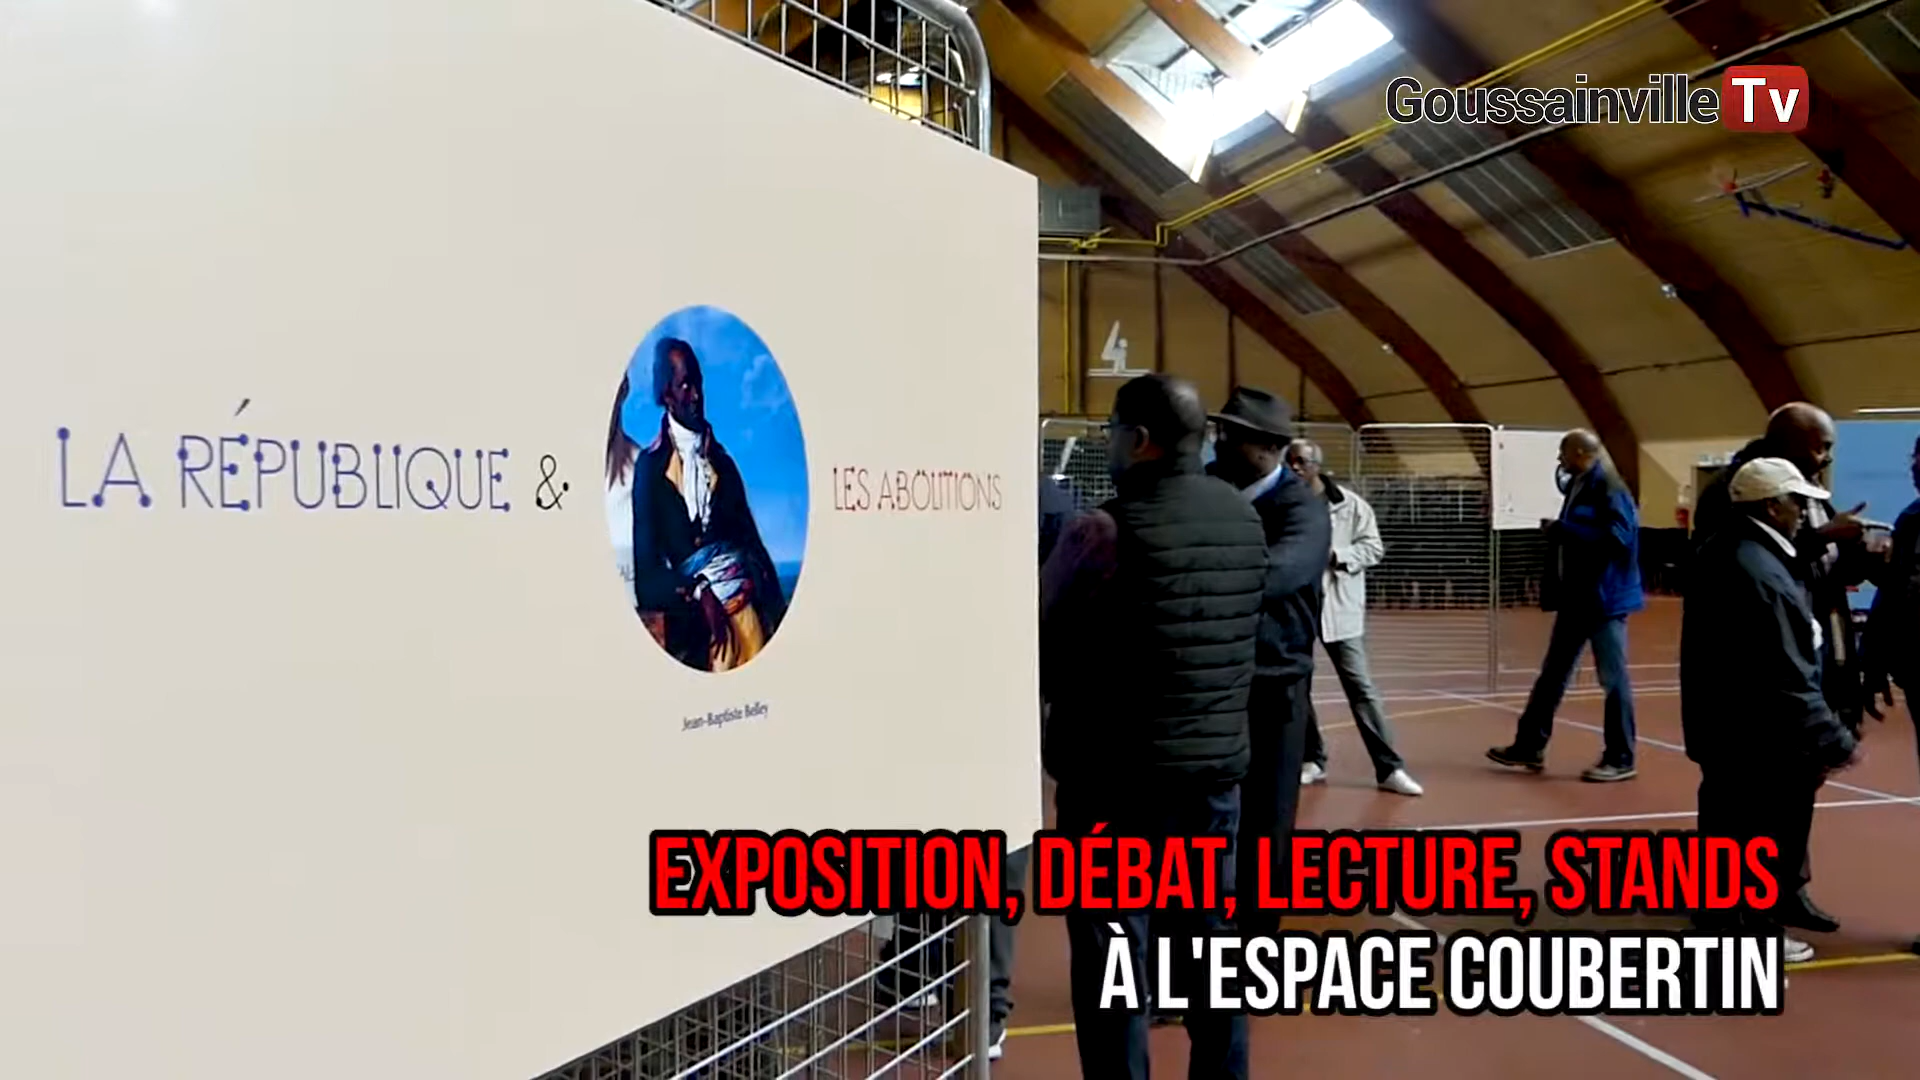 Goussainville Tv
LA RÉPUBLIQUE & LES ABOLITIONS
Jean-Baptiste Belley
EXPOSITION, DÉBAT, LECTURE, STANDS
À L'ESPACE COUBERTIN